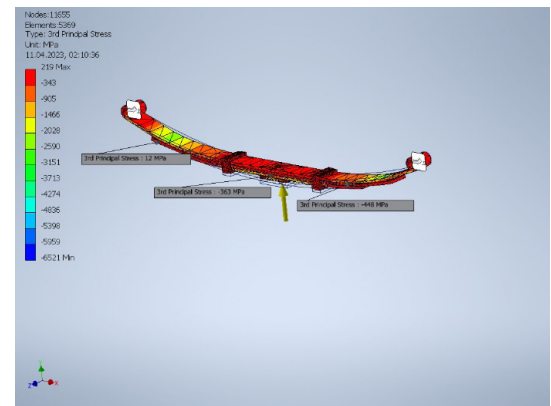 Nodes:11655
Elements:5369
Type: 3rd Principal Stress
Unit: MPa
11.04.2023, 02:10:36
219 Max
-343
-905
-1466
-2028
-2590
-3151
-3713
-4274
-4836
-5398
-5959
-6521 Min
3rd Principal Stress : 12 MPa
3rd Principal Stress : -363 MPa
3rd Principal Stress : -448 MPa
Y
Z
X